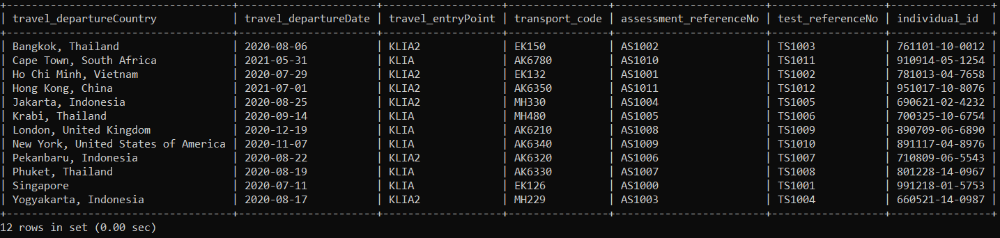 +------------------------------------+----------------------+-------------------+----------------+------------------------+------------------+----------------+
| travel_departureCountry            | travel_departureDate | travel_entryPoint | transport_code | assessment_referenceNo | test_referenceNo | individual_id  |
+------------------------------------+----------------------+-------------------+----------------+------------------------+------------------+----------------+
| Bangkok, Thailand                  | 2020-08-06           | KLIA2             | EK150          | AS1002                 | TS1003           | 761101-10-0012 |
| Cape Town, South Africa            | 2021-05-31           | KLIA              | AK6780         | AS1010                 | TS1011           | 910914-05-1254 |
| Ho Chi Minh, Vietnam               | 2020-07-29           | KLIA2             | EK132          | AS1001                 | TS1002           | 781013-04-7658 |
| Hong Kong, China                   | 2021-07-01           | KLIA2             | AK6350         | AS1011                 | TS1012           | 951017-10-8076 |
| Jakarta, Indonesia                 | 2020-08-25           | KLIA2             | MH330          | AS1004                 | TS1005           | 690621-02-4232 |
| Krabi, Thailand                    | 2020-09-14           | KLIA              | MH480          | AS1005                 | TS1006           | 700325-10-6754 |
| London, United Kingdom             | 2020-12-19           | KLIA              | AK6210         | AS1008                 | TS1009           | 890709-06-6890 |
| New York, United States of America | 2020-11-07           | KLIA              | AK6340         | AS1009                 | TS1010           | 891117-04-8976 |
| Pekanbaru, Indonesia               | 2020-08-22           | KLIA2             | AK6320         | AS1006                 | TS1007           | 710809-06-5543 |
| Phuket, Thailand                   | 2020-08-19           | KLIA              | AK6330         | AS1007                 | TS1008           | 801228-14-0967 |
| Singapore                          | 2020-07-11           | KLIA              | EK126          | AS1000                 | TS1001           | 991218-01-5753 |
| Yogyakarta, Indonesia              | 2020-08-17           | KLIA2             | MH229          | AS1003                 | TS1004           | 660521-14-0987 |
+------------------------------------+----------------------+-------------------+----------------+------------------------+------------------+----------------+
12 rows in set (0.00 sec)